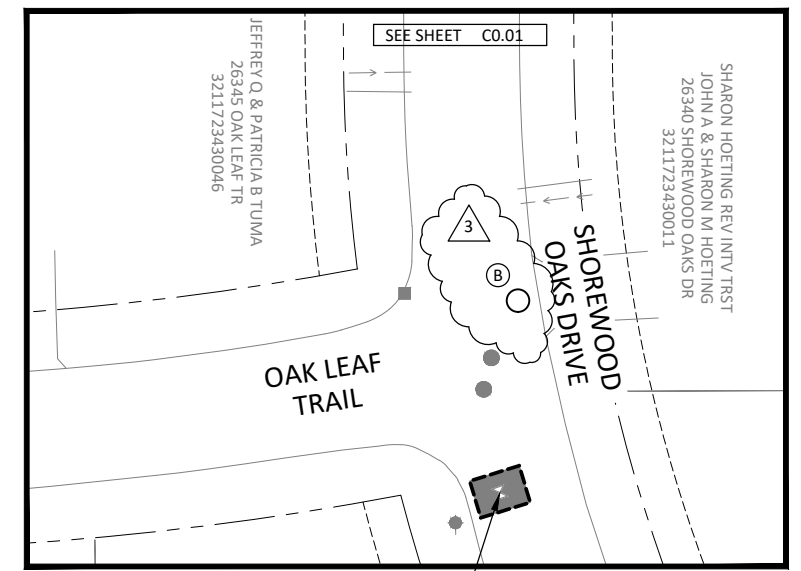 SEE SHEET C0.01
JEFFREY Q & PATRICIA B TUMA
26345 OAK LEAF TR
3211723430046
SHARON HOETING REV INTV TRST
JOHN A & SHARON M HOETING
26340 SHOREWOOD OAKS DR
3211723430011
3
B
SHOREWOOD
OAKS DRIVE
OAK LEAF
TRAIL